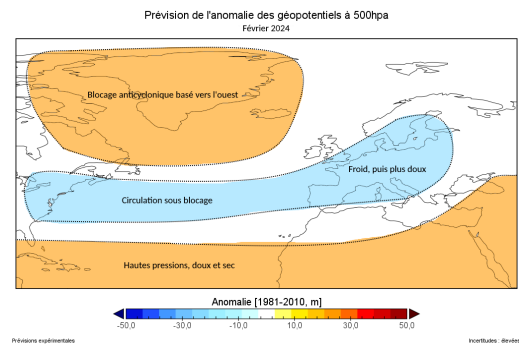 Prévision de l'anomalie des géopotentiels à 500hpa
Février 2024
Blocage anticyclonique basé vers l'ouest
Froid, puis plus doux
Circulation sous blocage
Hautes pressions, doux et sec
Anomalie [1981-2010, m]
-50.0 -30.0 -10.0 0.0 10.0 30.0 50.0
Prévisions expérimentales
Incertitudes : élevées